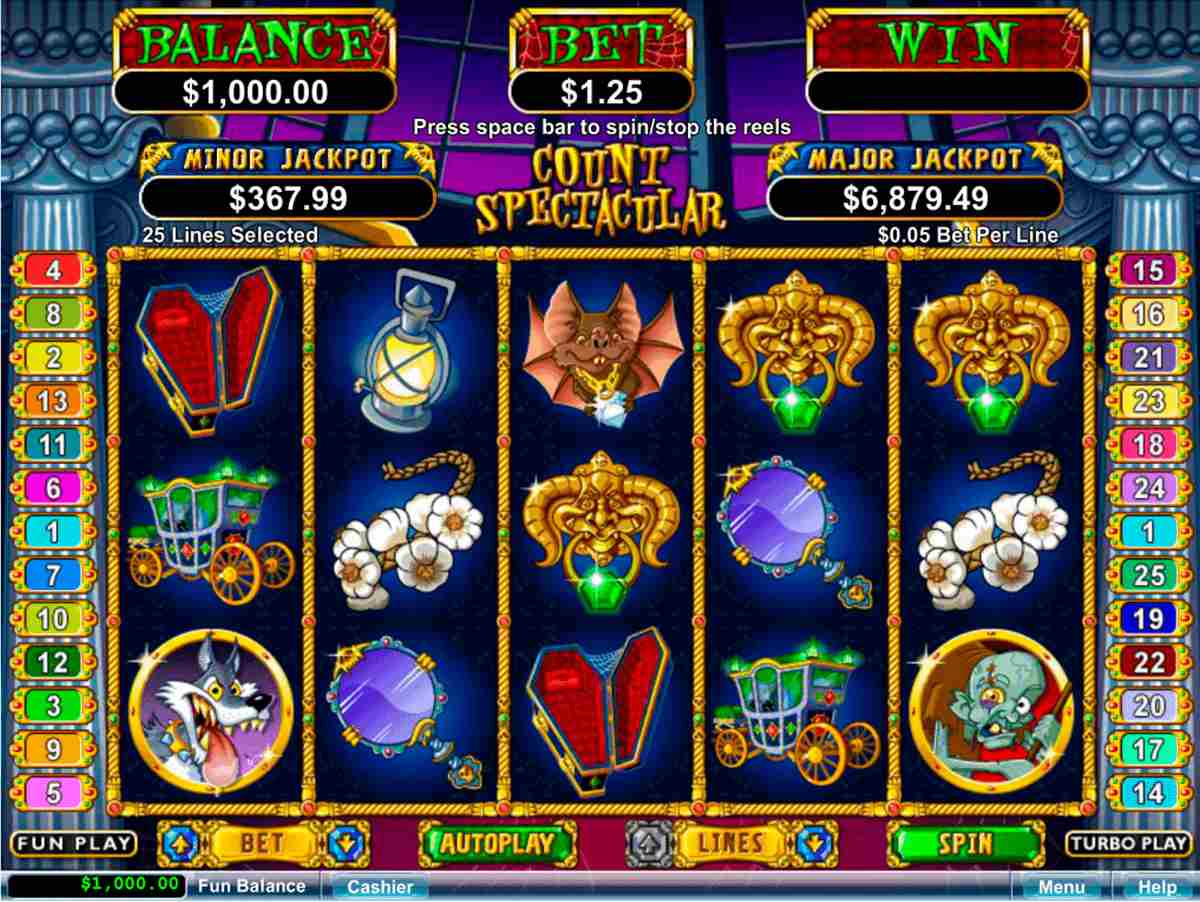 BALANCE
BET
WIN
$1,000.00
$1.25
Press space bar to spin/stop the reels
MINOR JACKPOT
COUNT
SPECTACULAR
MAJOR JACKPOT
$367.99
$6,879.49
25 Lines Selected
$0.05 Bet Per Line
4
15
8
16
2
21
13
23
11
18
6
24
1
1
7
25
10
19
12
22
3
20
9
17
5
14
FUN PLAY
BET
AUTOPLAY
LINES
SPIN
TURBO PLAY
$1,000.00
Fun Balance
Cashier
Menu
Help